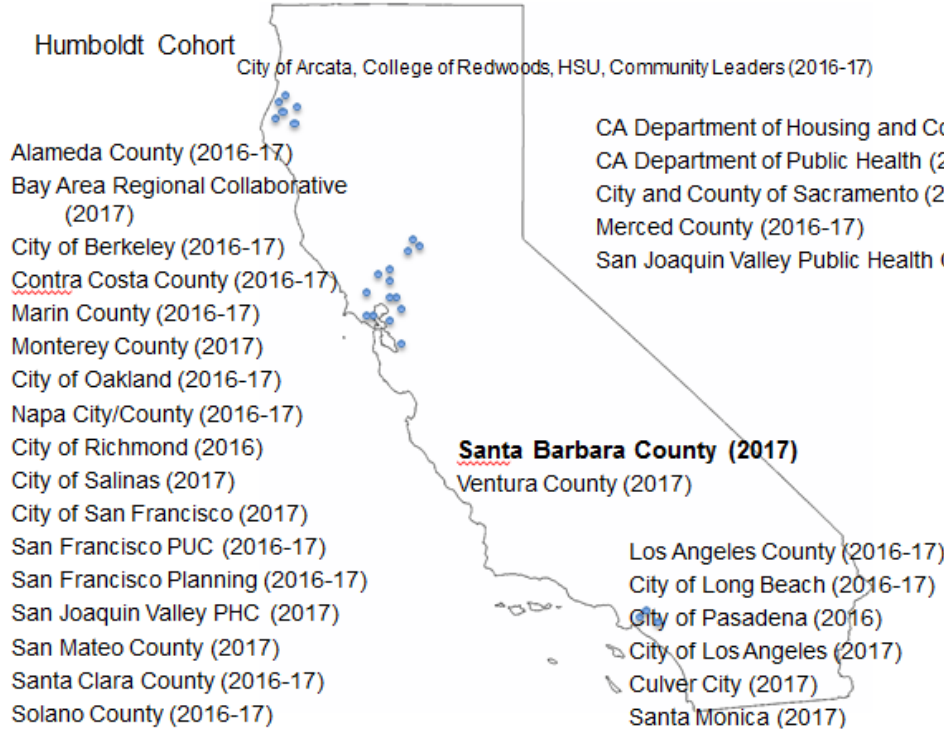 Humboldt Cohort
City of Arcata, College of Redwoods, HSU, Community Leaders (2016-17)
Alameda County (2016-17)
Bay Area Regional Collaborative
(2017)
City of Berkeley (2016-17)
Contra Costa County (2016-17)
Marin County (2016-17)
Monterey County (2017)
City of Oakland (2016-17)
Napa City/County (2016-17)
City of Richmond (2016)
City of Salinas (2017)
City of San Francisco (2017)
San Francisco PUC (2016-17)
San Francisco Planning (2016-17)
San Joaquin Valley PHC (2017)
San Mateo County (2017)
Santa Clara County (2016-17)
Solano County (2016-17)
CA Department of Housing and
CA Department of Public Health
City and County of Sacramento
Merced County (2016-17)
San Joaquin Valley Public Health
Santa Barbara County (2017)
Ventura County (2017)
Los Angeles County (2016-17)
City of Long Beach (2016-17)
City of Pasadena (2016)
City of Los Angeles (2017)
Culver City (2017)
Santa Monica (2017)